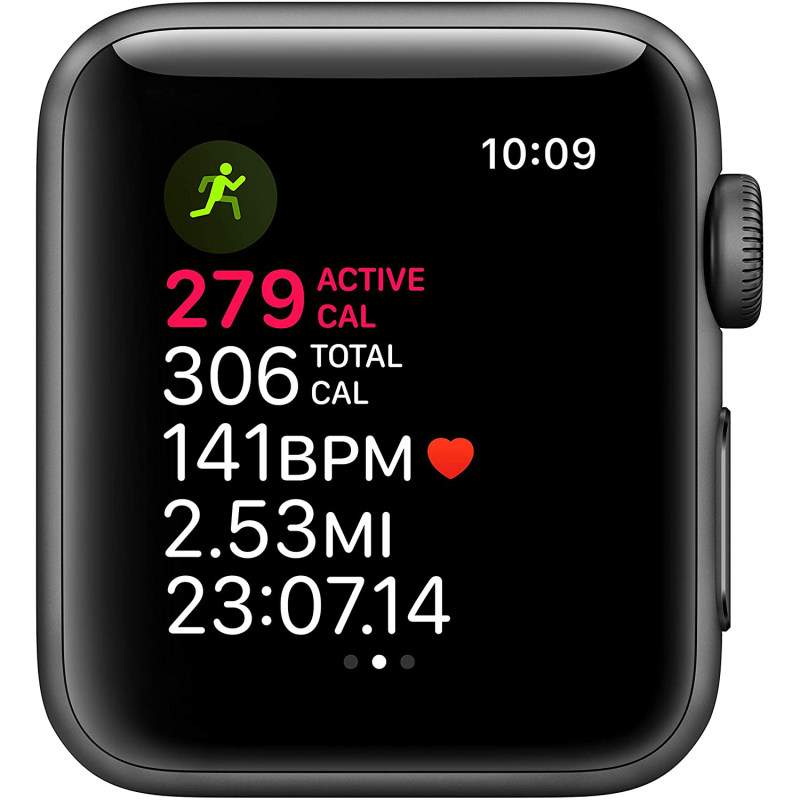 10:09
279 ACTIVE CAL
306 TOTAL CAL
141BPM
2.53MI
23:07.14